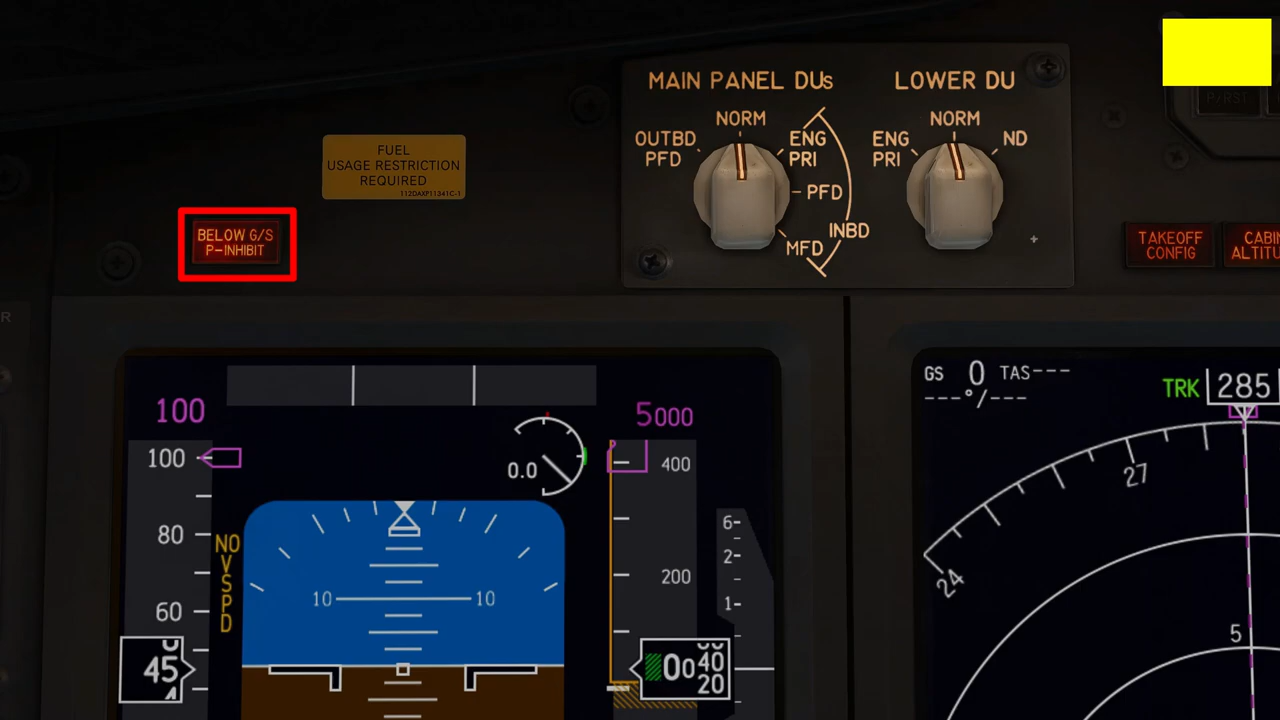 MAIN PANEL DUs
LOWER DU
P/RST
OUTBD
PFD
NORM
ENG
PRI
PFD
INBD
MFD
ENG
PRI
NORM
ND
FUEL
USAGE RESTRICTION
REQUIRED
BELOW G/S
P-INHIBIT
TAKEOFF
CONFIG
R
100
5000
GS 0 TAS---
---°/---
TRK 285
100
80
60
45
NO
V
S
P
D
0.0
10 10
400
200
6
2
1
00
40
20
27
24
5